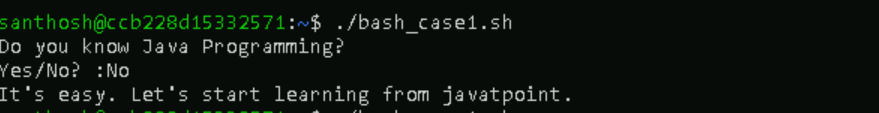 santhosh@ccb228d15332571:~$ ./bash_case1.sh
Do you know Java Programming?
Yes/No? :No
It's easy. Let's start learning from javatpoint.